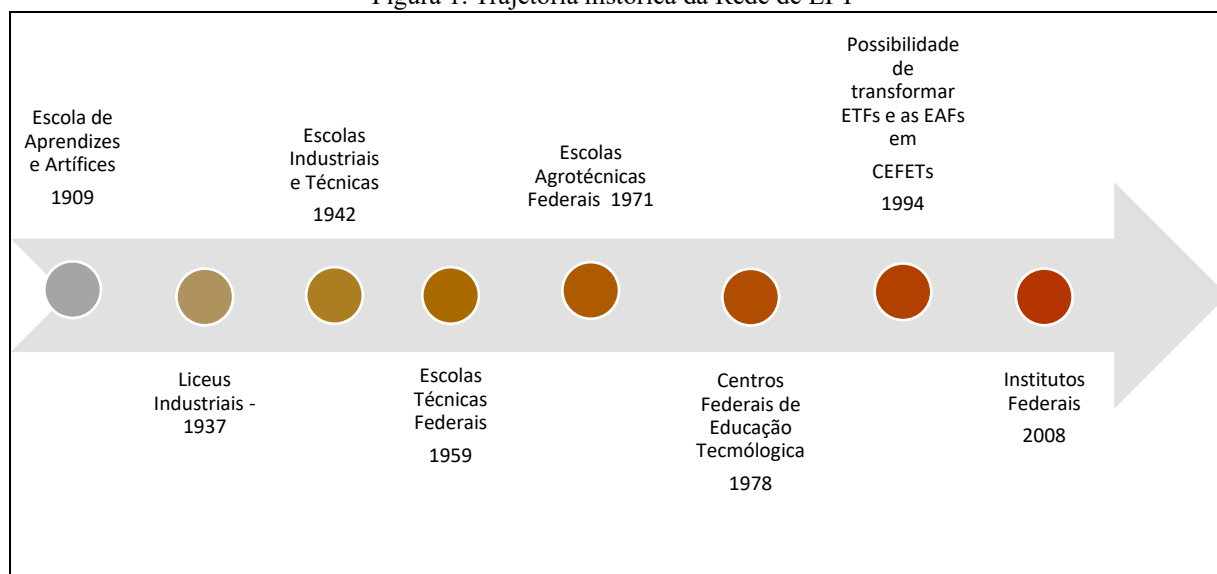 Figura 1: Trajetória histórica da Rede de EPT
Escola de
Aprendizes
e Artífices
1909
Liceus
Industriais -
1937
Escolas
Industriais
e Técnicas
1942
Escolas
Técnicas
Federais
1959
Escolas
Agrotécnicas
Federais 1971
Centros
Federais de
Educação
Tecmólogica
1978
Possibilidade
de
transformar
ETFs e as EAFs
em
CEFETs
1994
Institutos
Federais
2008